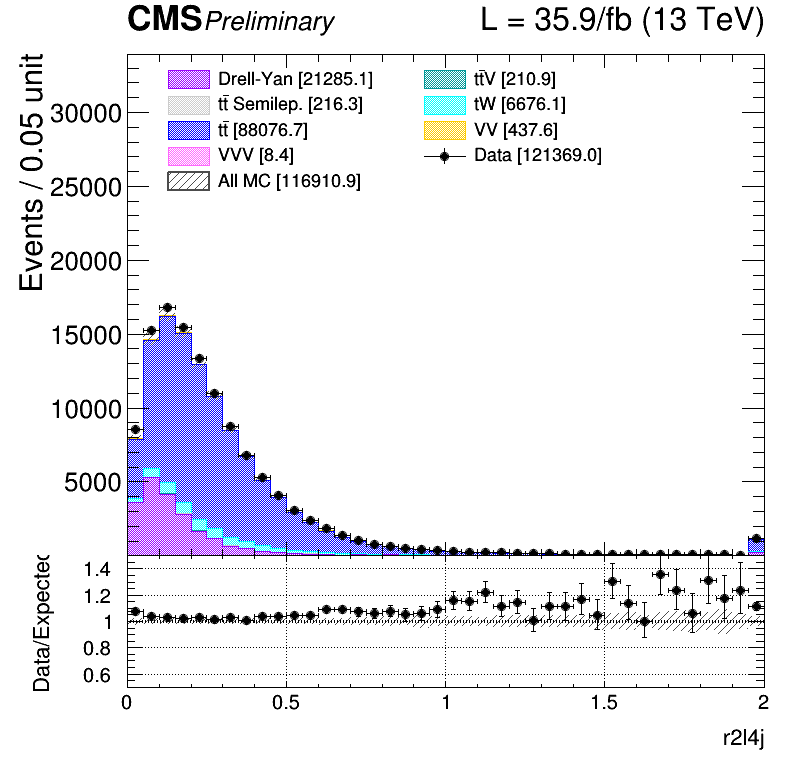 CMS Preliminary L = 35.9/fb (13 TeV)
Events / 0.05 unit
30000
25000
20000
15000
10000
5000
Drell-Yan [21285.1]
tt̄ Semilep. [216.3]
tt̄ [88076.7]
VVV [8.4]
All MC [116910.9]
tt̄V [210.9]
tW [6676.1]
VV [437.6]
Data [121369.0]
Data/Expected
1.4
1.2
1
0.8
0.6
0 0.5 1 1.5 2
r2l4j